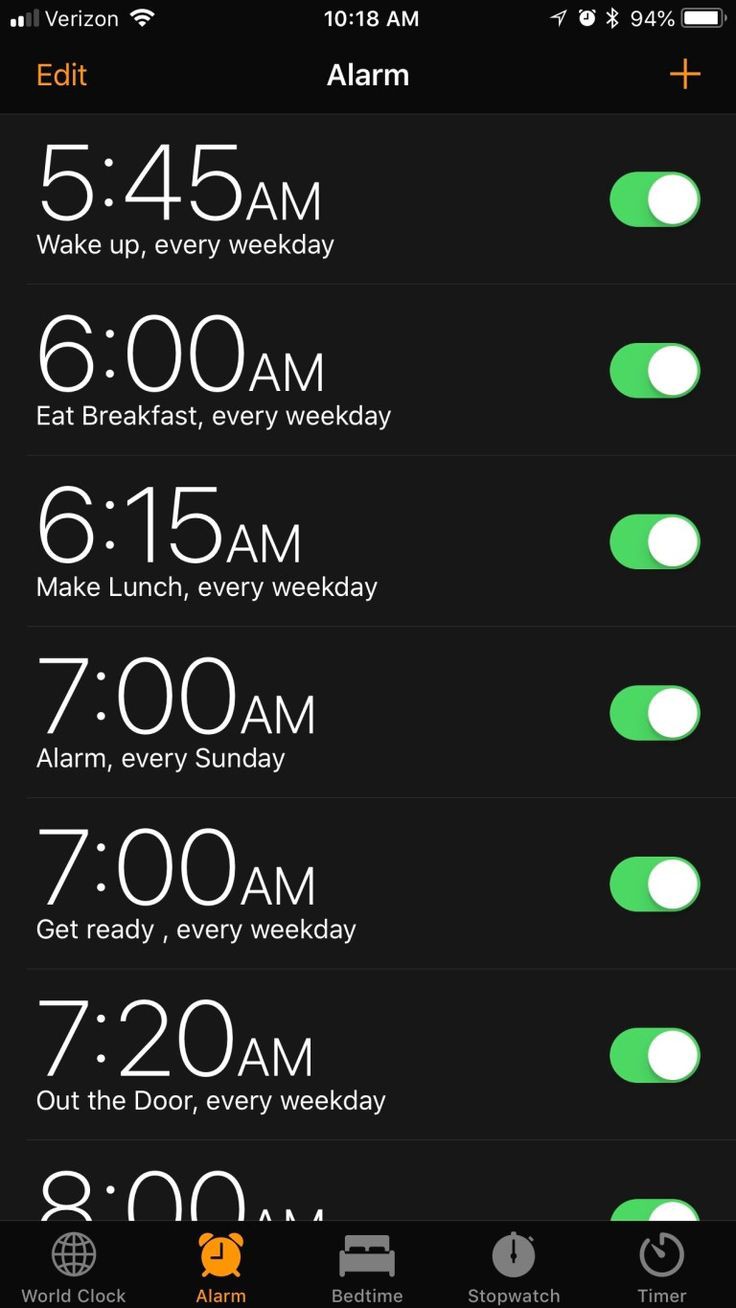 Verizon 10:18 AM 94%
Edit Alarm +
5:45AM
Wake up, every weekday
6:00AM
Eat Breakfast, every weekday
6:15AM
Make Lunch, every weekday
7:00AM
Alarm, every Sunday
7:00AM
Get ready , every weekday
7:20AM
Out the Door, every weekday
8:00AM
World Clock Alarm Bedtime Stopwatch Timer